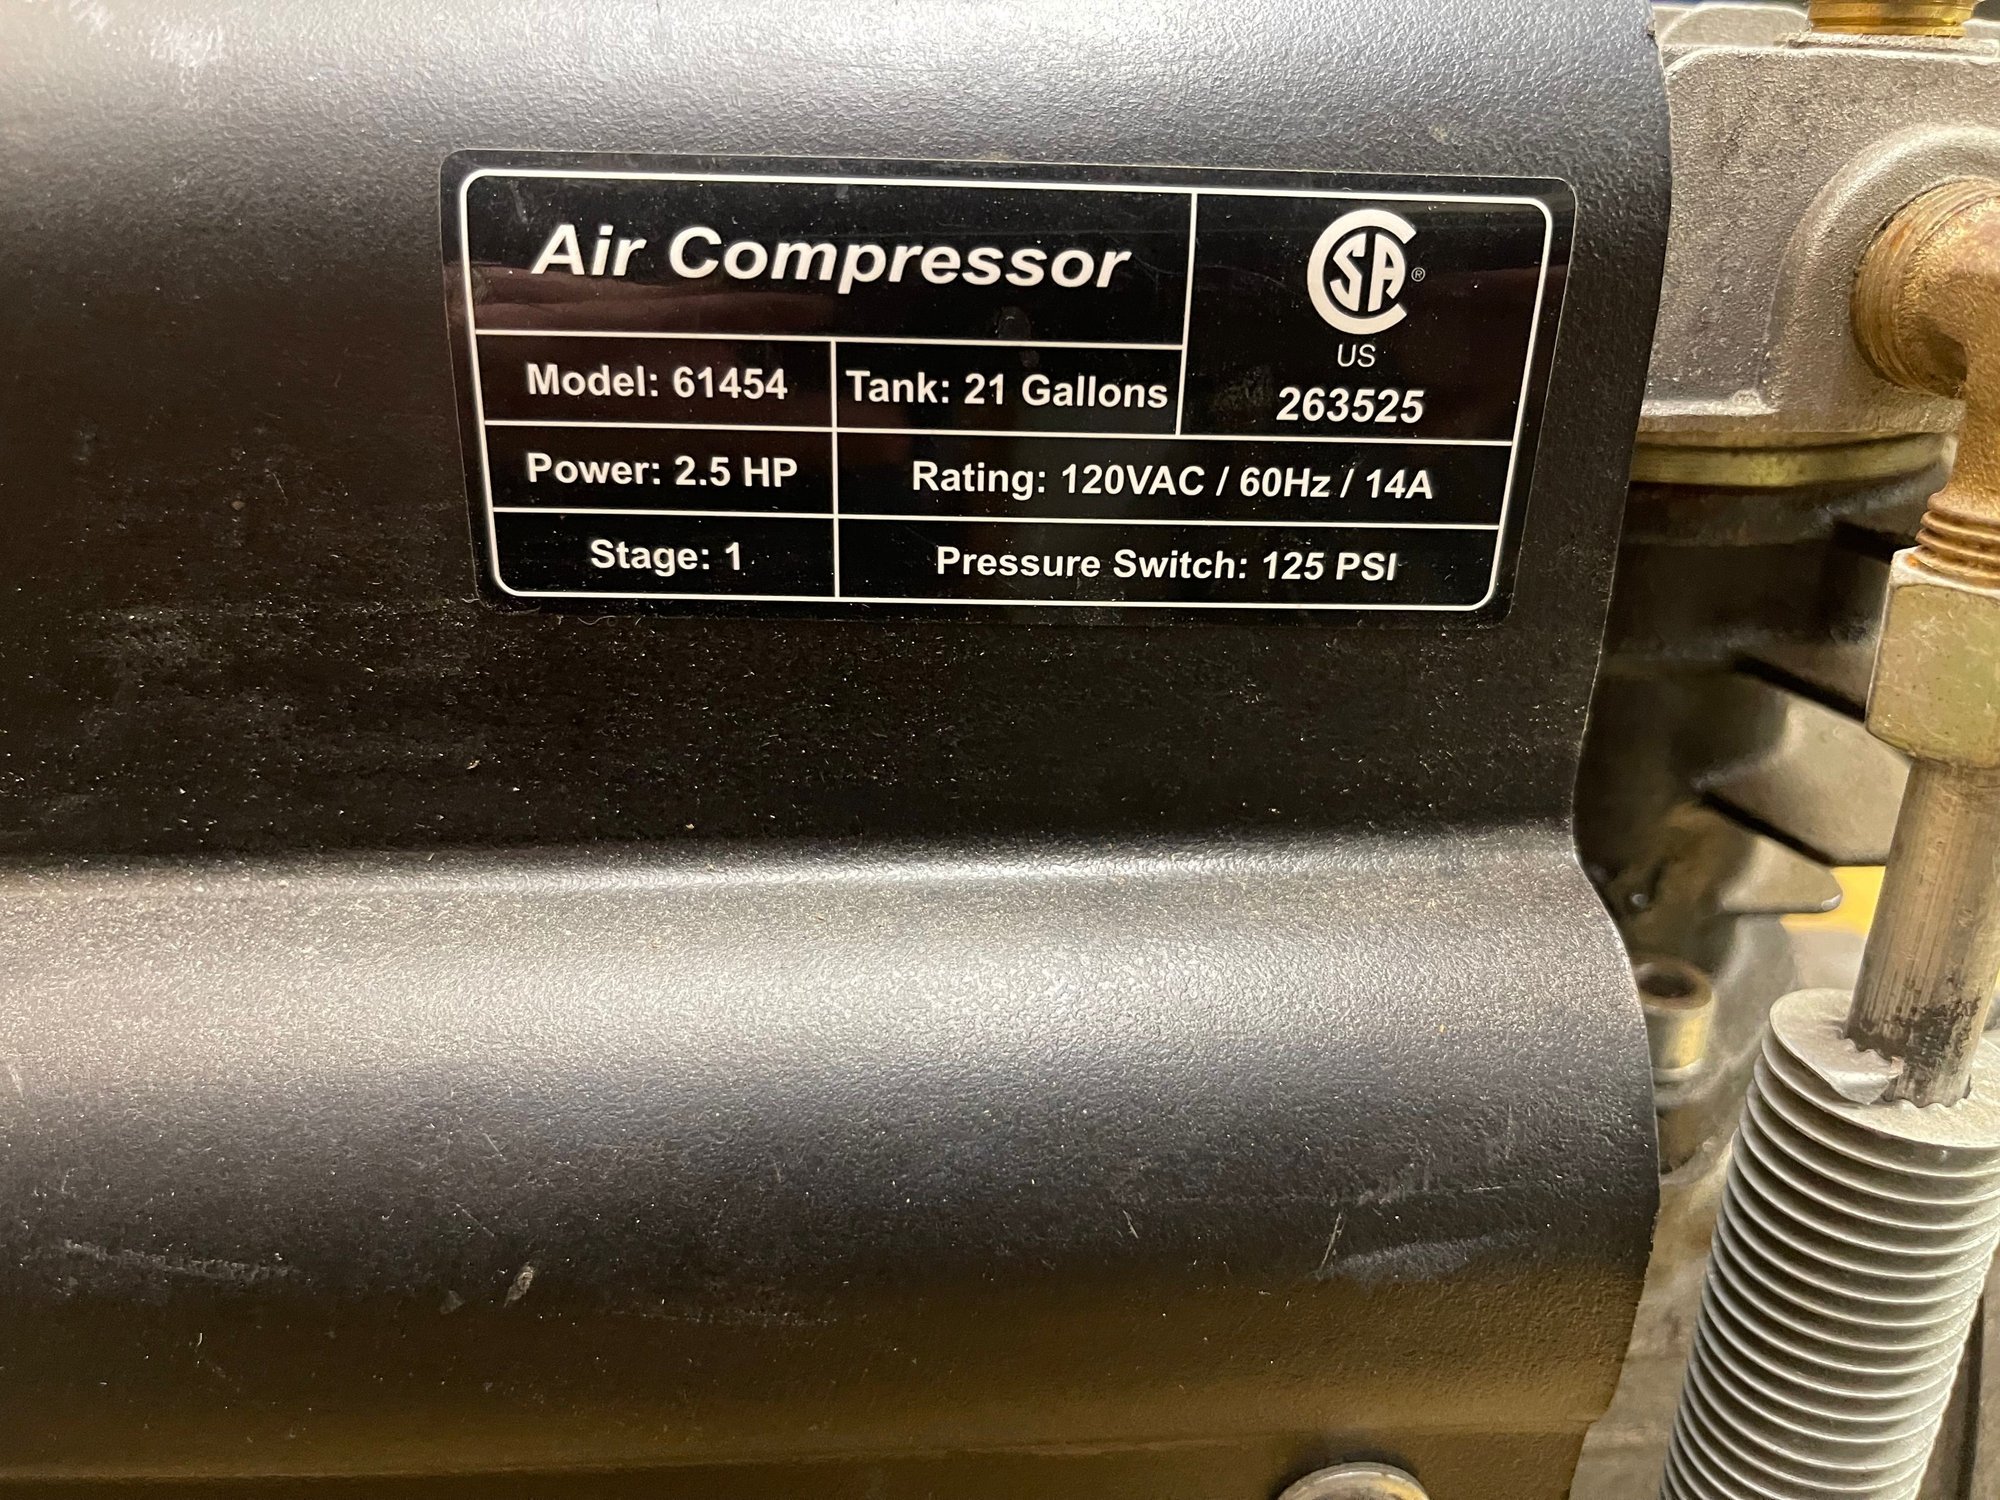 Air Compressor
CSA®
US
263525
Model: 61454
Tank: 21 Gallons
Power: 2.5 HP
Rating: 120VAC / 60Hz / 14A
Stage: 1
Pressure Switch: 125 PSI